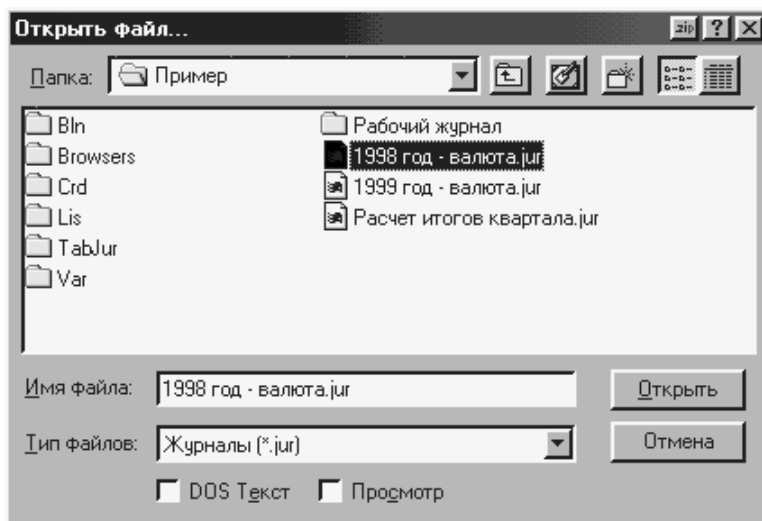 Открыть файл...
.zip
Папка: Пример
Bln
Browsers
Crd
Lis
TabJur
Var
Рабочий журнал
1998 год - валюта.jur
1999 год - валюта.jur
Расчет итогов квартала.jur
Имя файла: 1998 год - валюта.jur Открыть
Тип файлов: Журналы (*.jur) Отмена
DOS Текст Просмотр